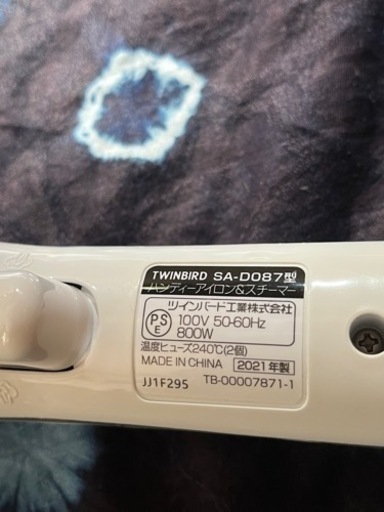 TWINBIRD SA-D087型
ハンディーアイロン&スチーマー
ツインバード工業株式会社
PSE 100V 50-60Hz
800W
温度ヒューズ240℃(2個)
MADE IN CHINA 2021年製
JJ1F295 TB-00007871-1